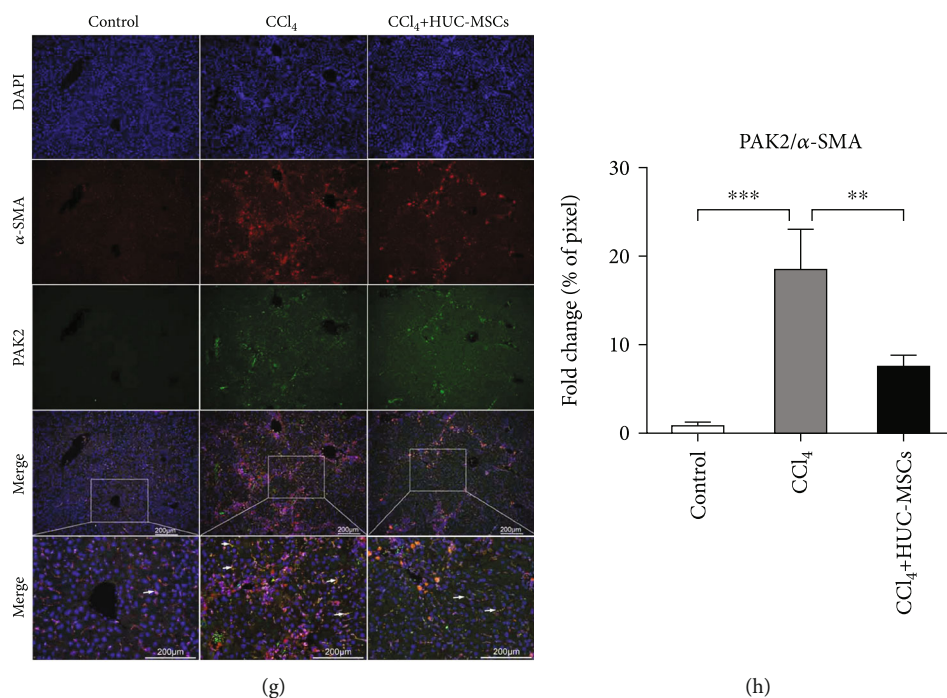 Control CCl₄ CCl₄+HUC-MSCs
DAPI
α-SMA
PAK2
Merge
200μm 200μm 200μm
Merge
200μm 200μm 200μm
(g)
PAK2/α-SMA
Fold change (% of pixel)
30
20
10
0
*** **
Control
CCl₄
CCl₄+HUC-MSCs
(h)